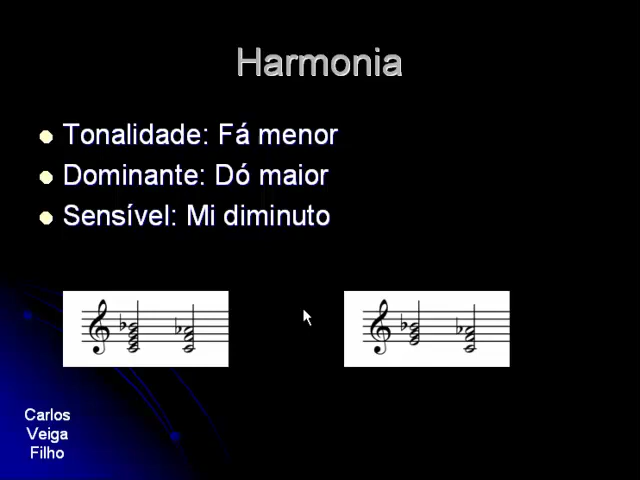 Harmonia
Tonalidade: Fá menor
Dominante: Dó maior
Sensível: Mi diminuto
Carlos
Veiga
Filho